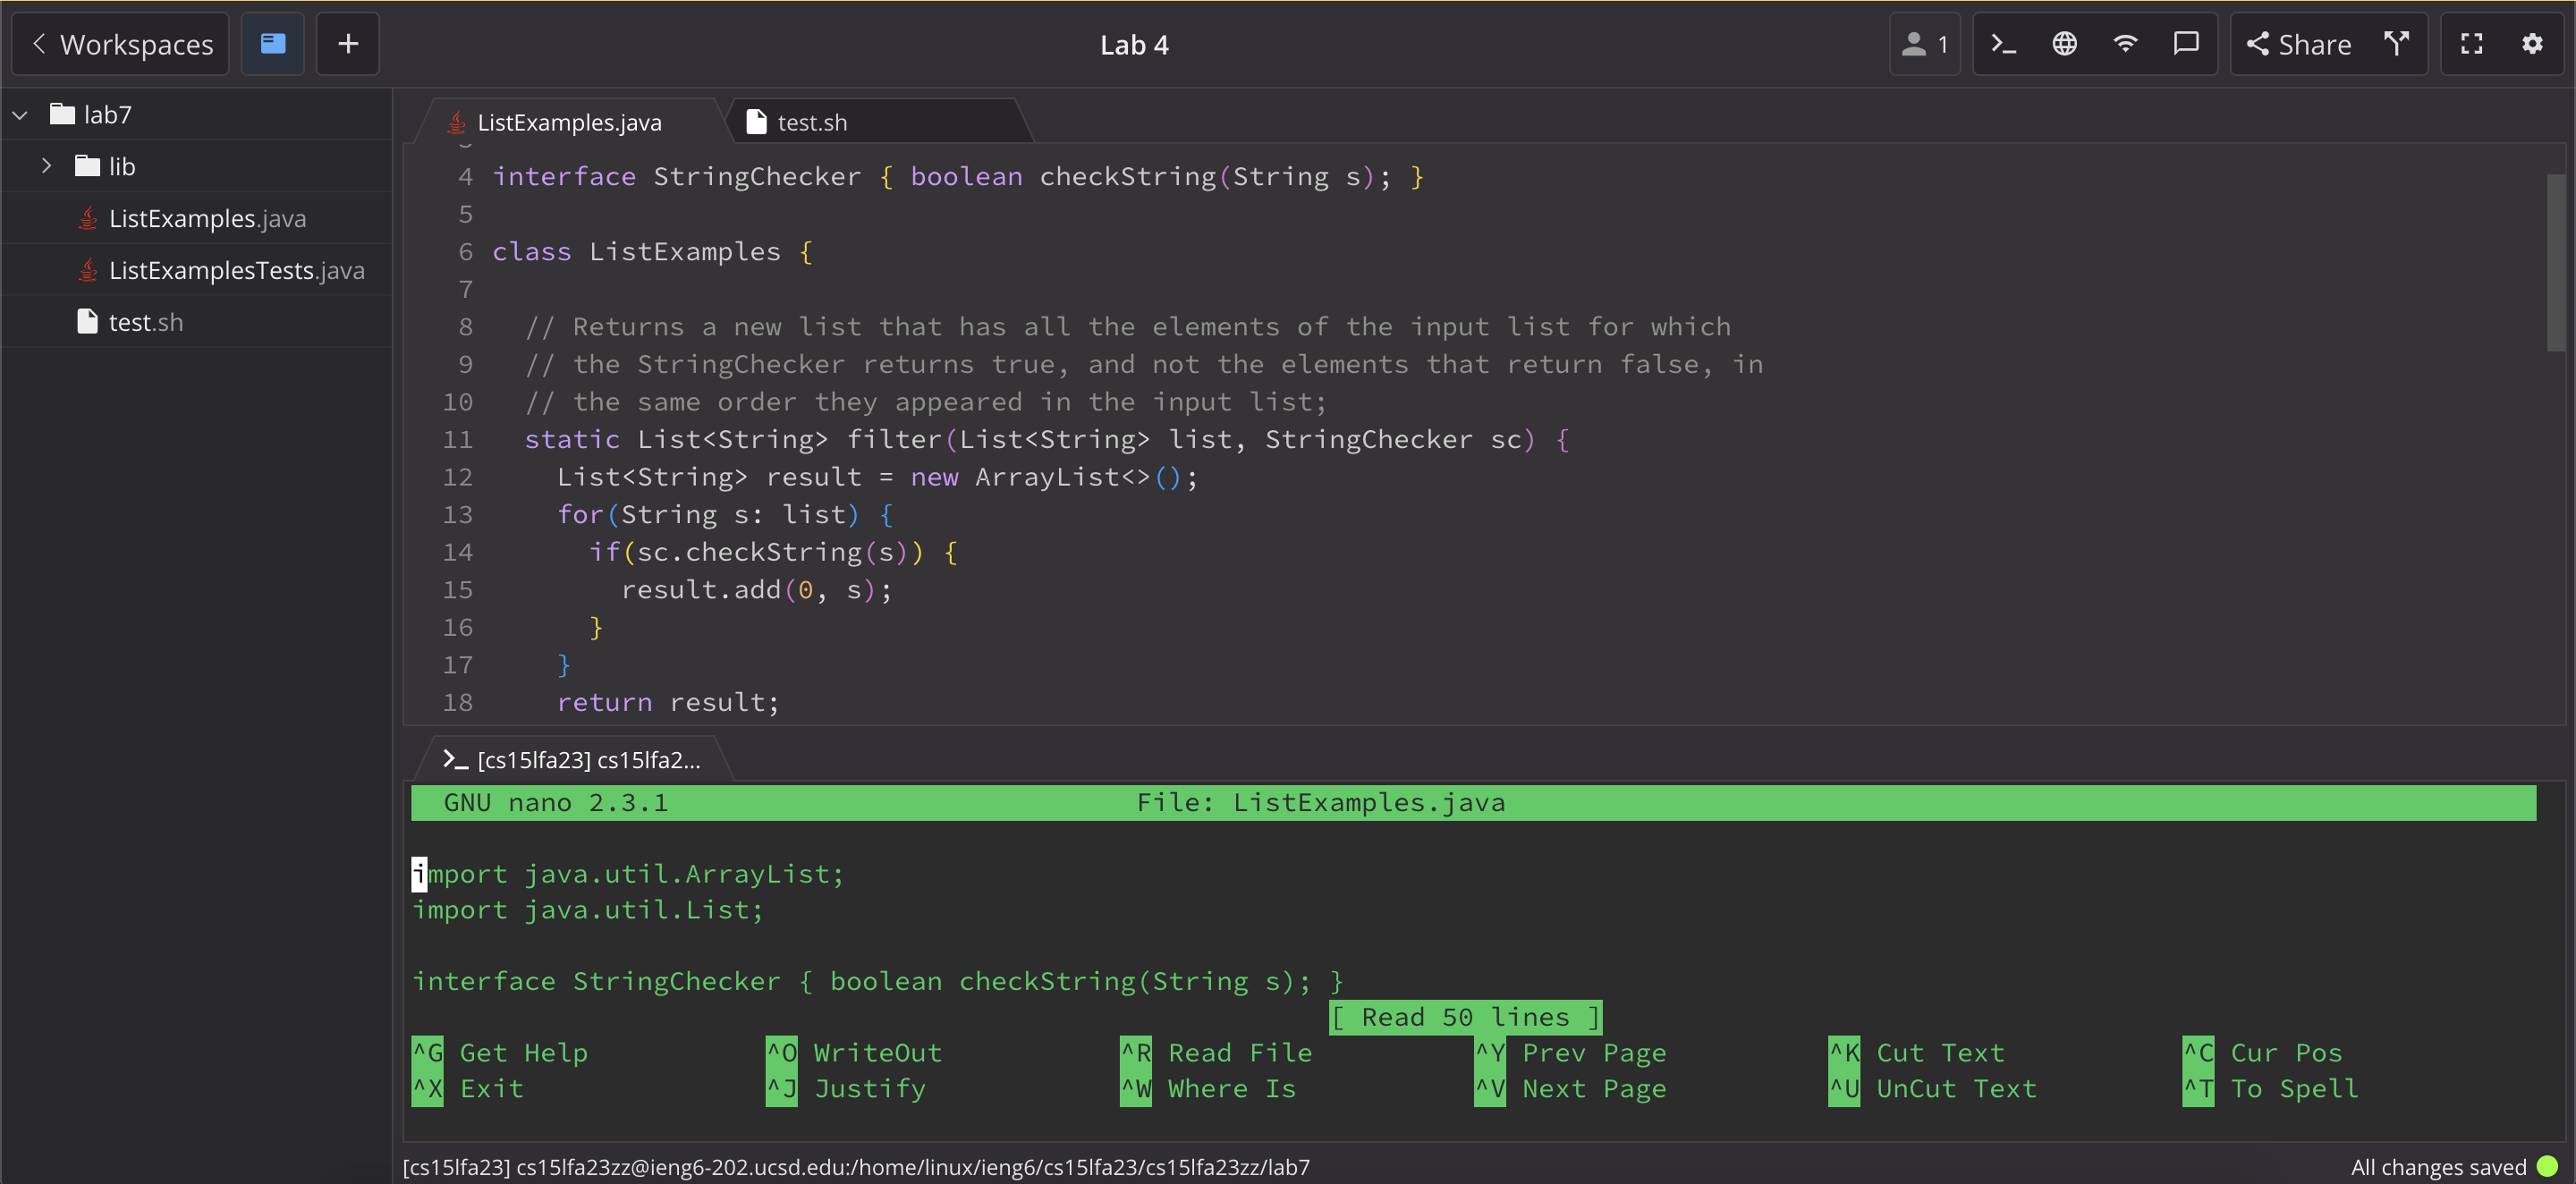 Workspaces
Lab 4
1
Share
lab7
lib
ListExamples.java
ListExamplesTests.java
test.sh
ListExamples.java
test.sh
4 interface StringChecker { boolean checkString(String s); }
5
6 class ListExamples {
7
8 // Returns a new list that has all the elements of the input list for which
9 // the StringChecker returns true, and not the elements that return false, in
10 // the same order they appeared in the input list;
11 static List<String> filter(List<String> list, StringChecker sc) {
12 List<String> result = new ArrayList<>();
13 for(String s: list) {
14 if(sc.checkString(s)) {
15 result.add(0, s);
16 }
17 }
18 return result;
[cs15lfa23] cs15lfa2...
GNU nano 2.3.1 File: ListExamples.java
import java.util.ArrayList;
import java.util.List;
interface StringChecker { boolean checkString(String s); }
[ Read 50 lines ]
^G Get Help ^O WriteOut ^R Read File ^Y Prev Page ^K Cut Text ^C Cur Pos
^X Exit ^J Justify ^W Where Is ^V Next Page ^U UnCut Text ^T To Spell
[cs15lfa23] cs15lfa23zz@ieng6-202.ucsd.edu:/home/linux/ieng6/cs15lfa23/cs15lfa23zz/lab7
All changes saved